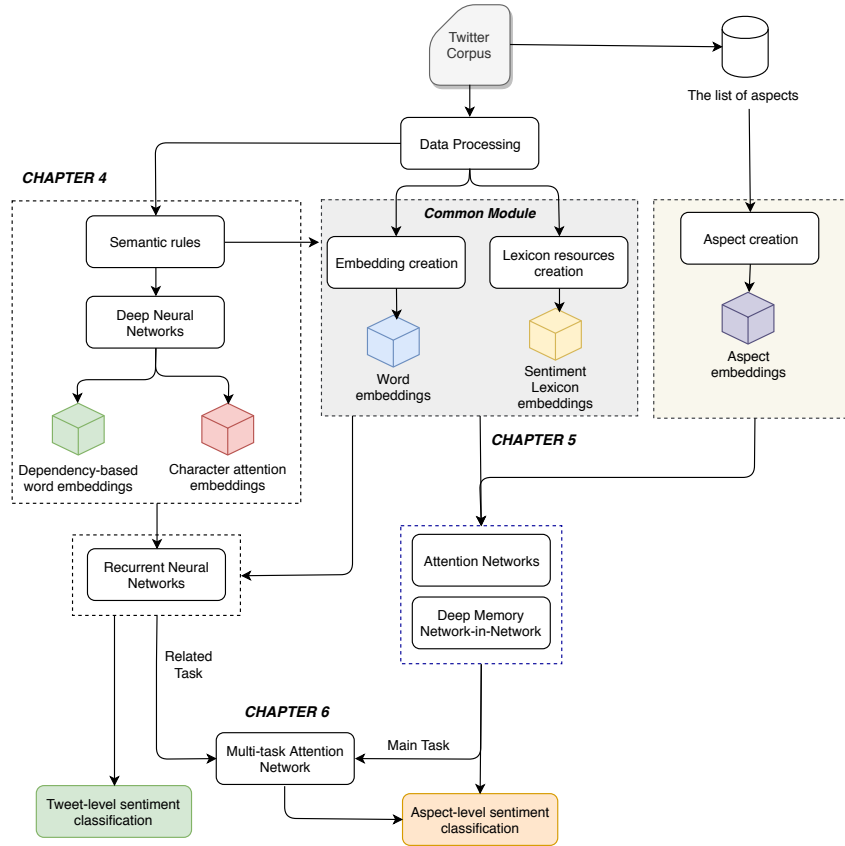 Twitter
Corpus
The list of aspects
Data Processing
CHAPTER 4
Common Module
Semantic rules
Embedding creation
Lexicon resources
creation
Aspect creation
Deep Neural
Networks
Word
embeddings
Sentiment
Lexicon
embeddings
Aspect
embeddings
Dependency-based
word embeddings
Character attention
embeddings
CHAPTER 5
Recurrent Neural
Networks
Attention Networks
Deep Memory
Network-in-Network
Related
Task
CHAPTER 6
Multi-task Attention
Network
Main Task
Tweet-level sentiment
classification
Aspect-level sentiment
classification